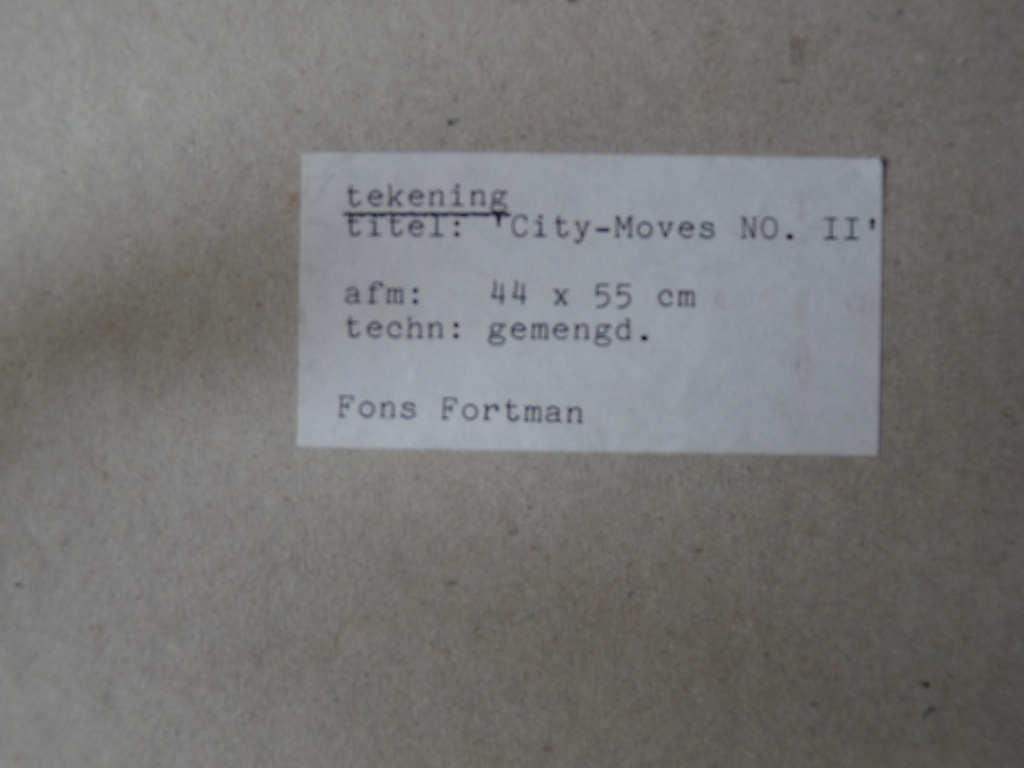 tekening
titel: 'City-Moves NO. II'
afm: 44 x 55 cm
techn: gemengd.
Fons Fortman